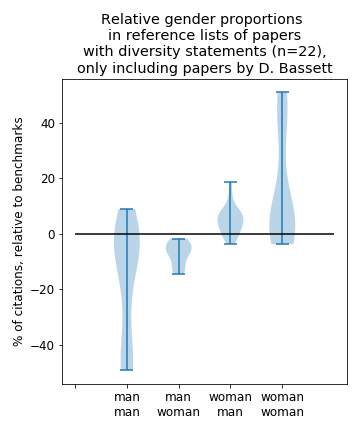 Relative gender proportions
in reference lists of papers
with diversity statements (n=22),
only including papers by D. Bassett
% of citations, relative to benchmarks
40
20
0
−20
−40
man man woman woman
man woman man woman